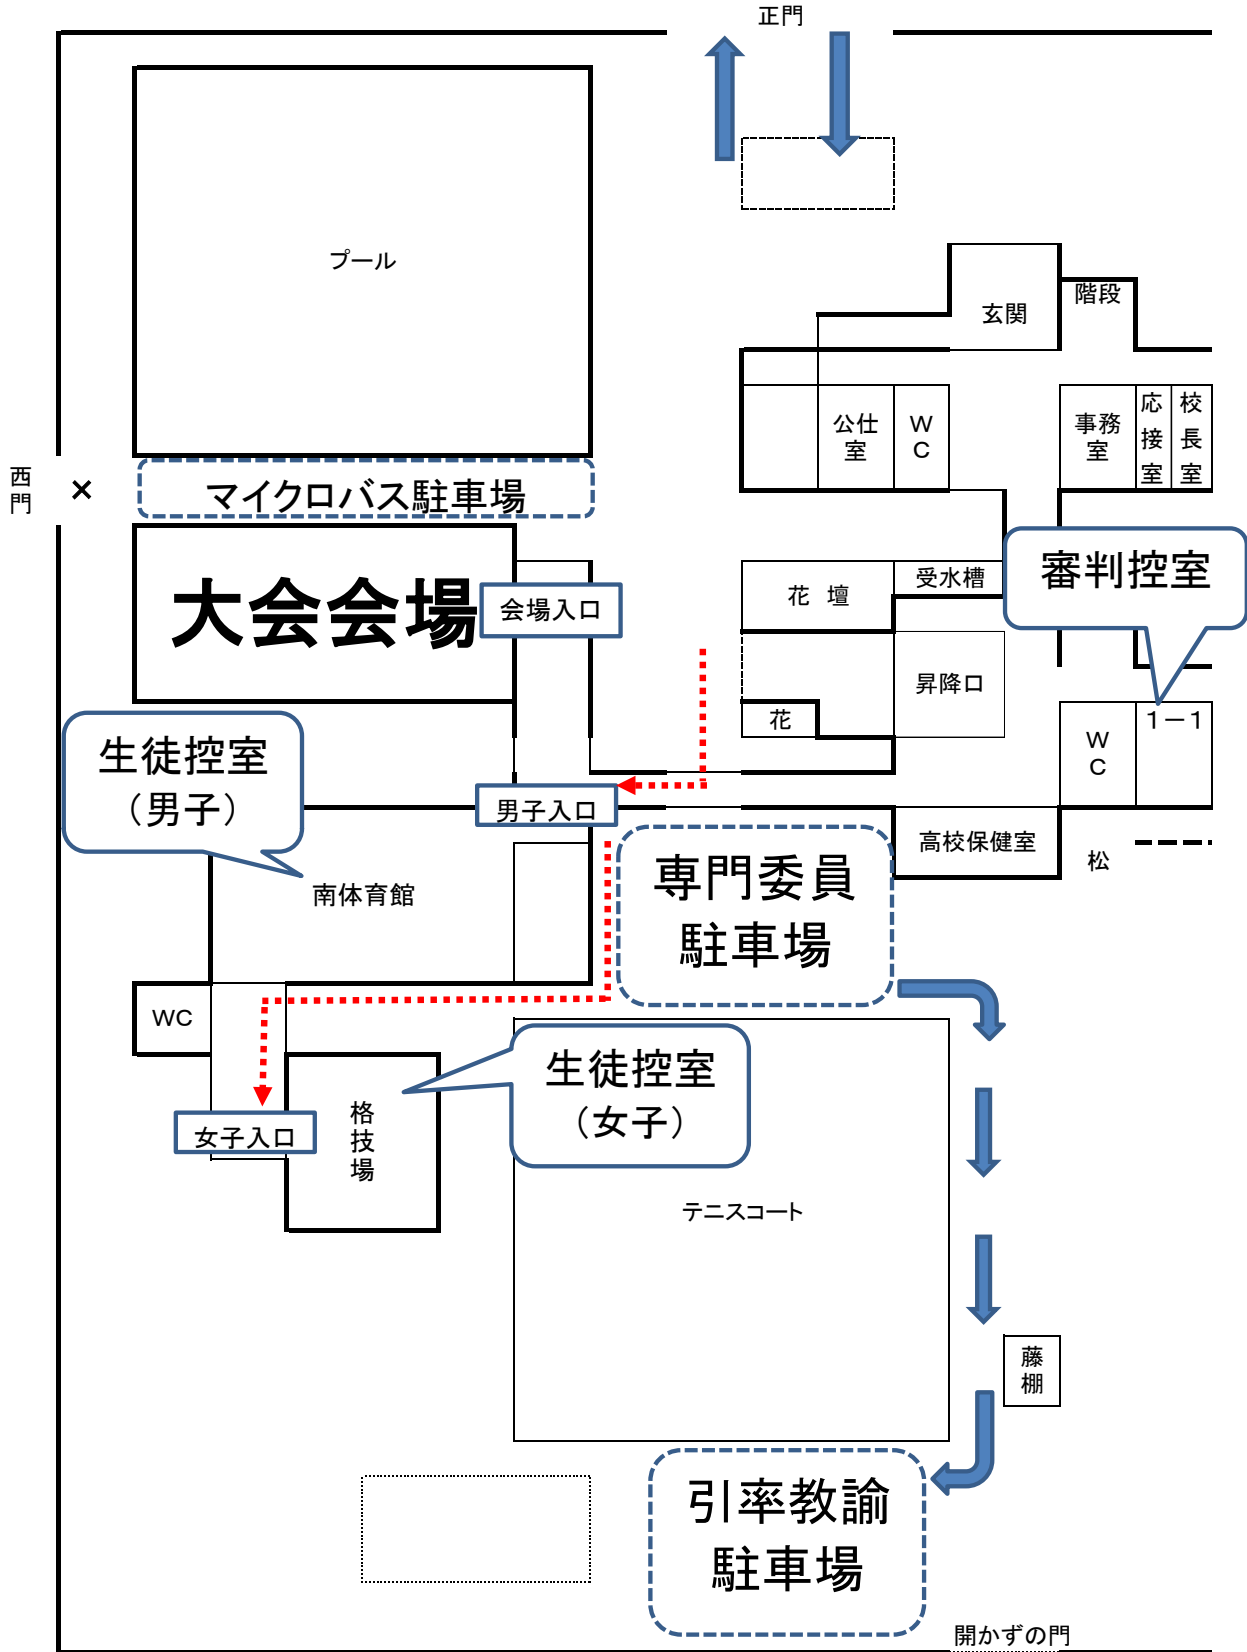 正門
プール
玄関
階段
公仕
室
W
C
事務
室
応
接
室
校
長
室
西
門
×
マイクロバス駐車場
大会会場
会場入口
花 壇
受水槽
審判控室
昇降口
花
W
C
1－1
生徒控室
（男子）
男子入口
専門委員
駐車場
高校保健室
松
南体育館
WC
生徒控室
（女子）
女子入口
格
技
場
テニスコート
藤
棚
引率教諭
駐車場
開かずの門